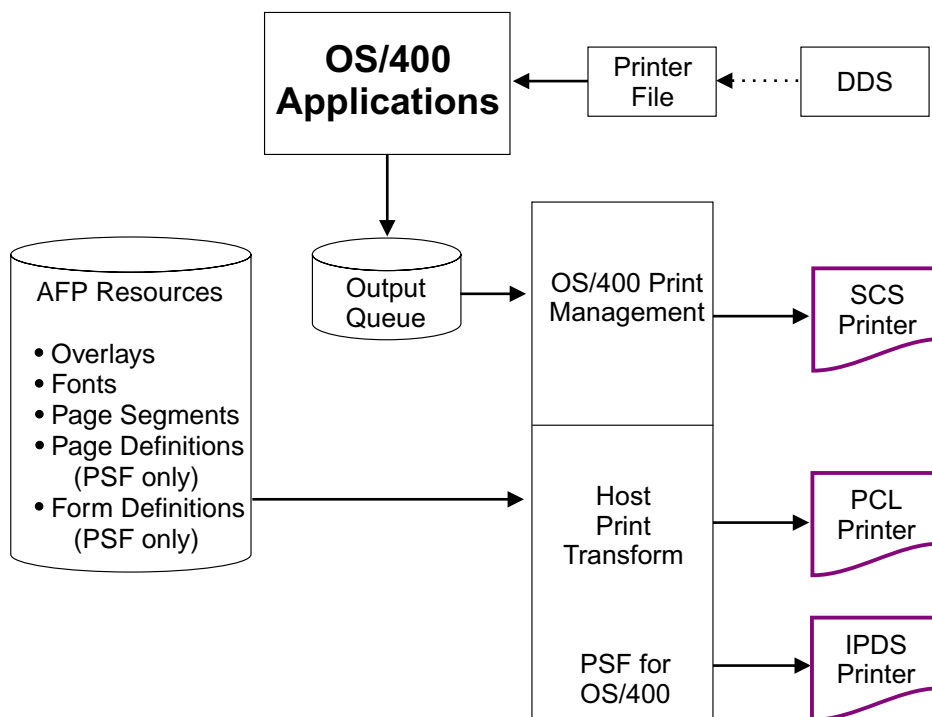 OS/400
Applications
Printer
File
DDS
AFP Resources
• Overlays
• Fonts
• Page Segments
• Page Definitions
(PSF only)
• Form Definitions
(PSF only)
Output
Queue
OS/400 Print
Management
SCS
Printer
Host
Print
Transform
PCL
Printer
PSF for
OS/400
IPDS
Printer